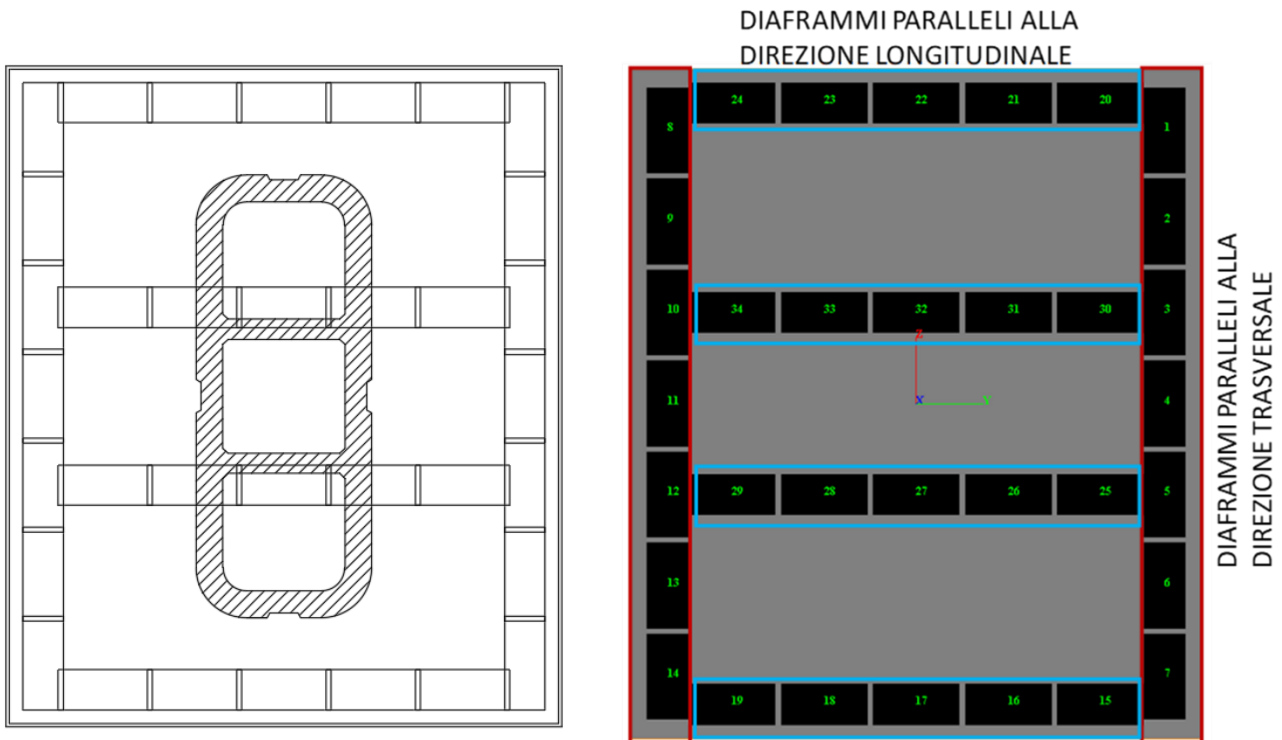 DIAFRAMMI PARALLELI ALLA
DIREZIONE LONGITUDINALE
24 23 22 21 20
8 1
9 2
10 34 33 32 31 30 3
Z
X Y
11 4
12 29 28 27 26 25 5
13 6
14 7
19 18 17 16 15
DIAFRAMMI PARALLELI ALLA
DIREZIONE TRASVERSALE